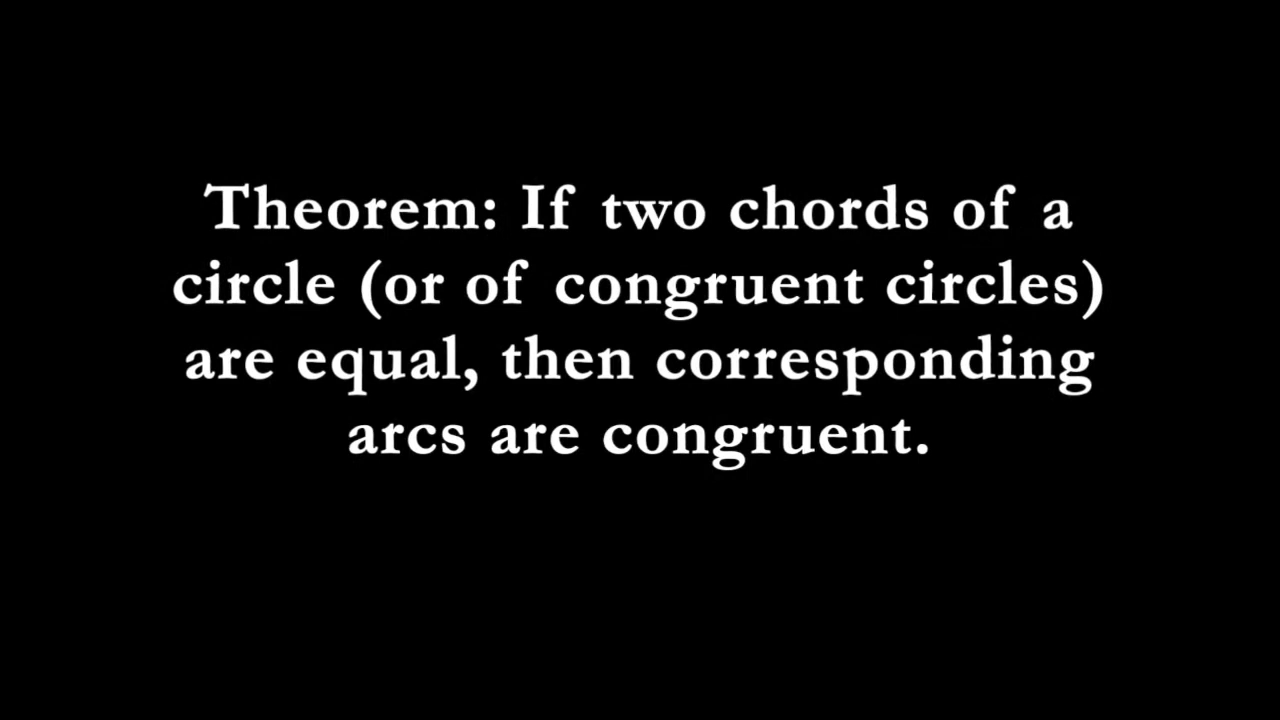 Theorem: If two chords of a
circle (or of congruent circles)
are equal, then corresponding
arcs are congruent.